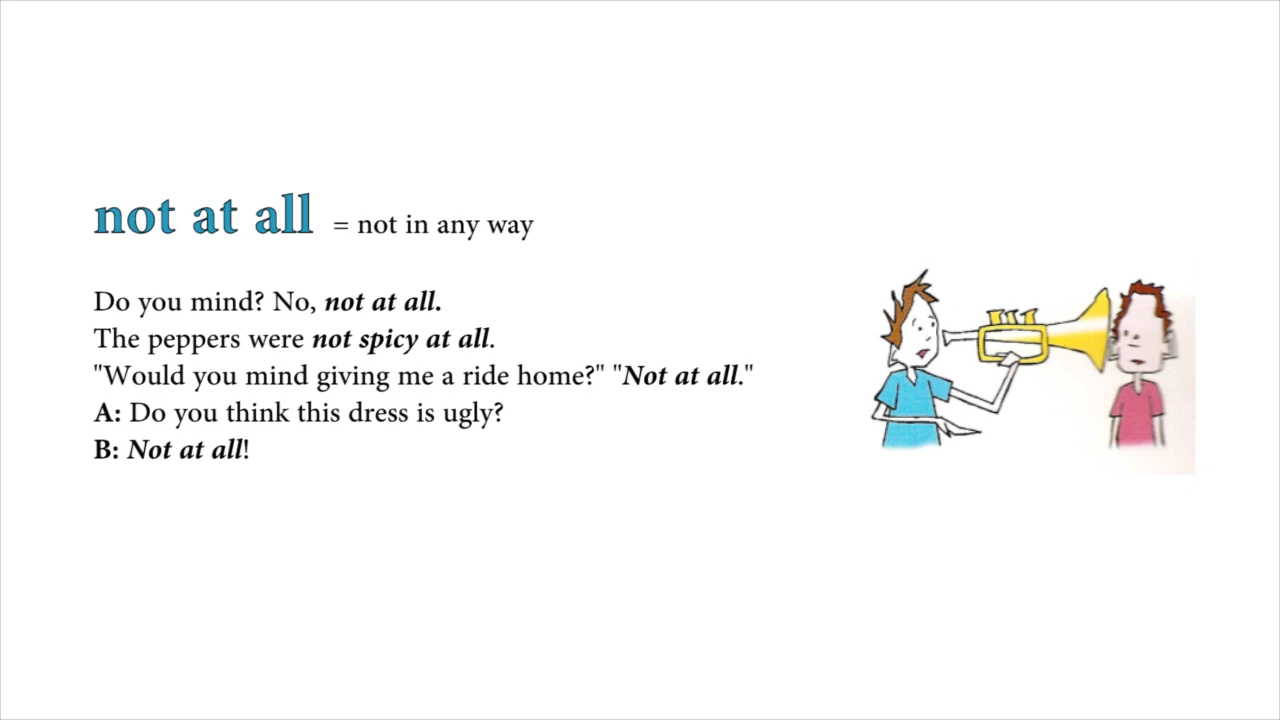 not at all = not in any way
Do you mind? No, not at all.
The peppers were not spicy at all.
"Would you mind giving me a ride home?" "Not at all."
A: Do you think this dress is ugly?
B: Not at all!